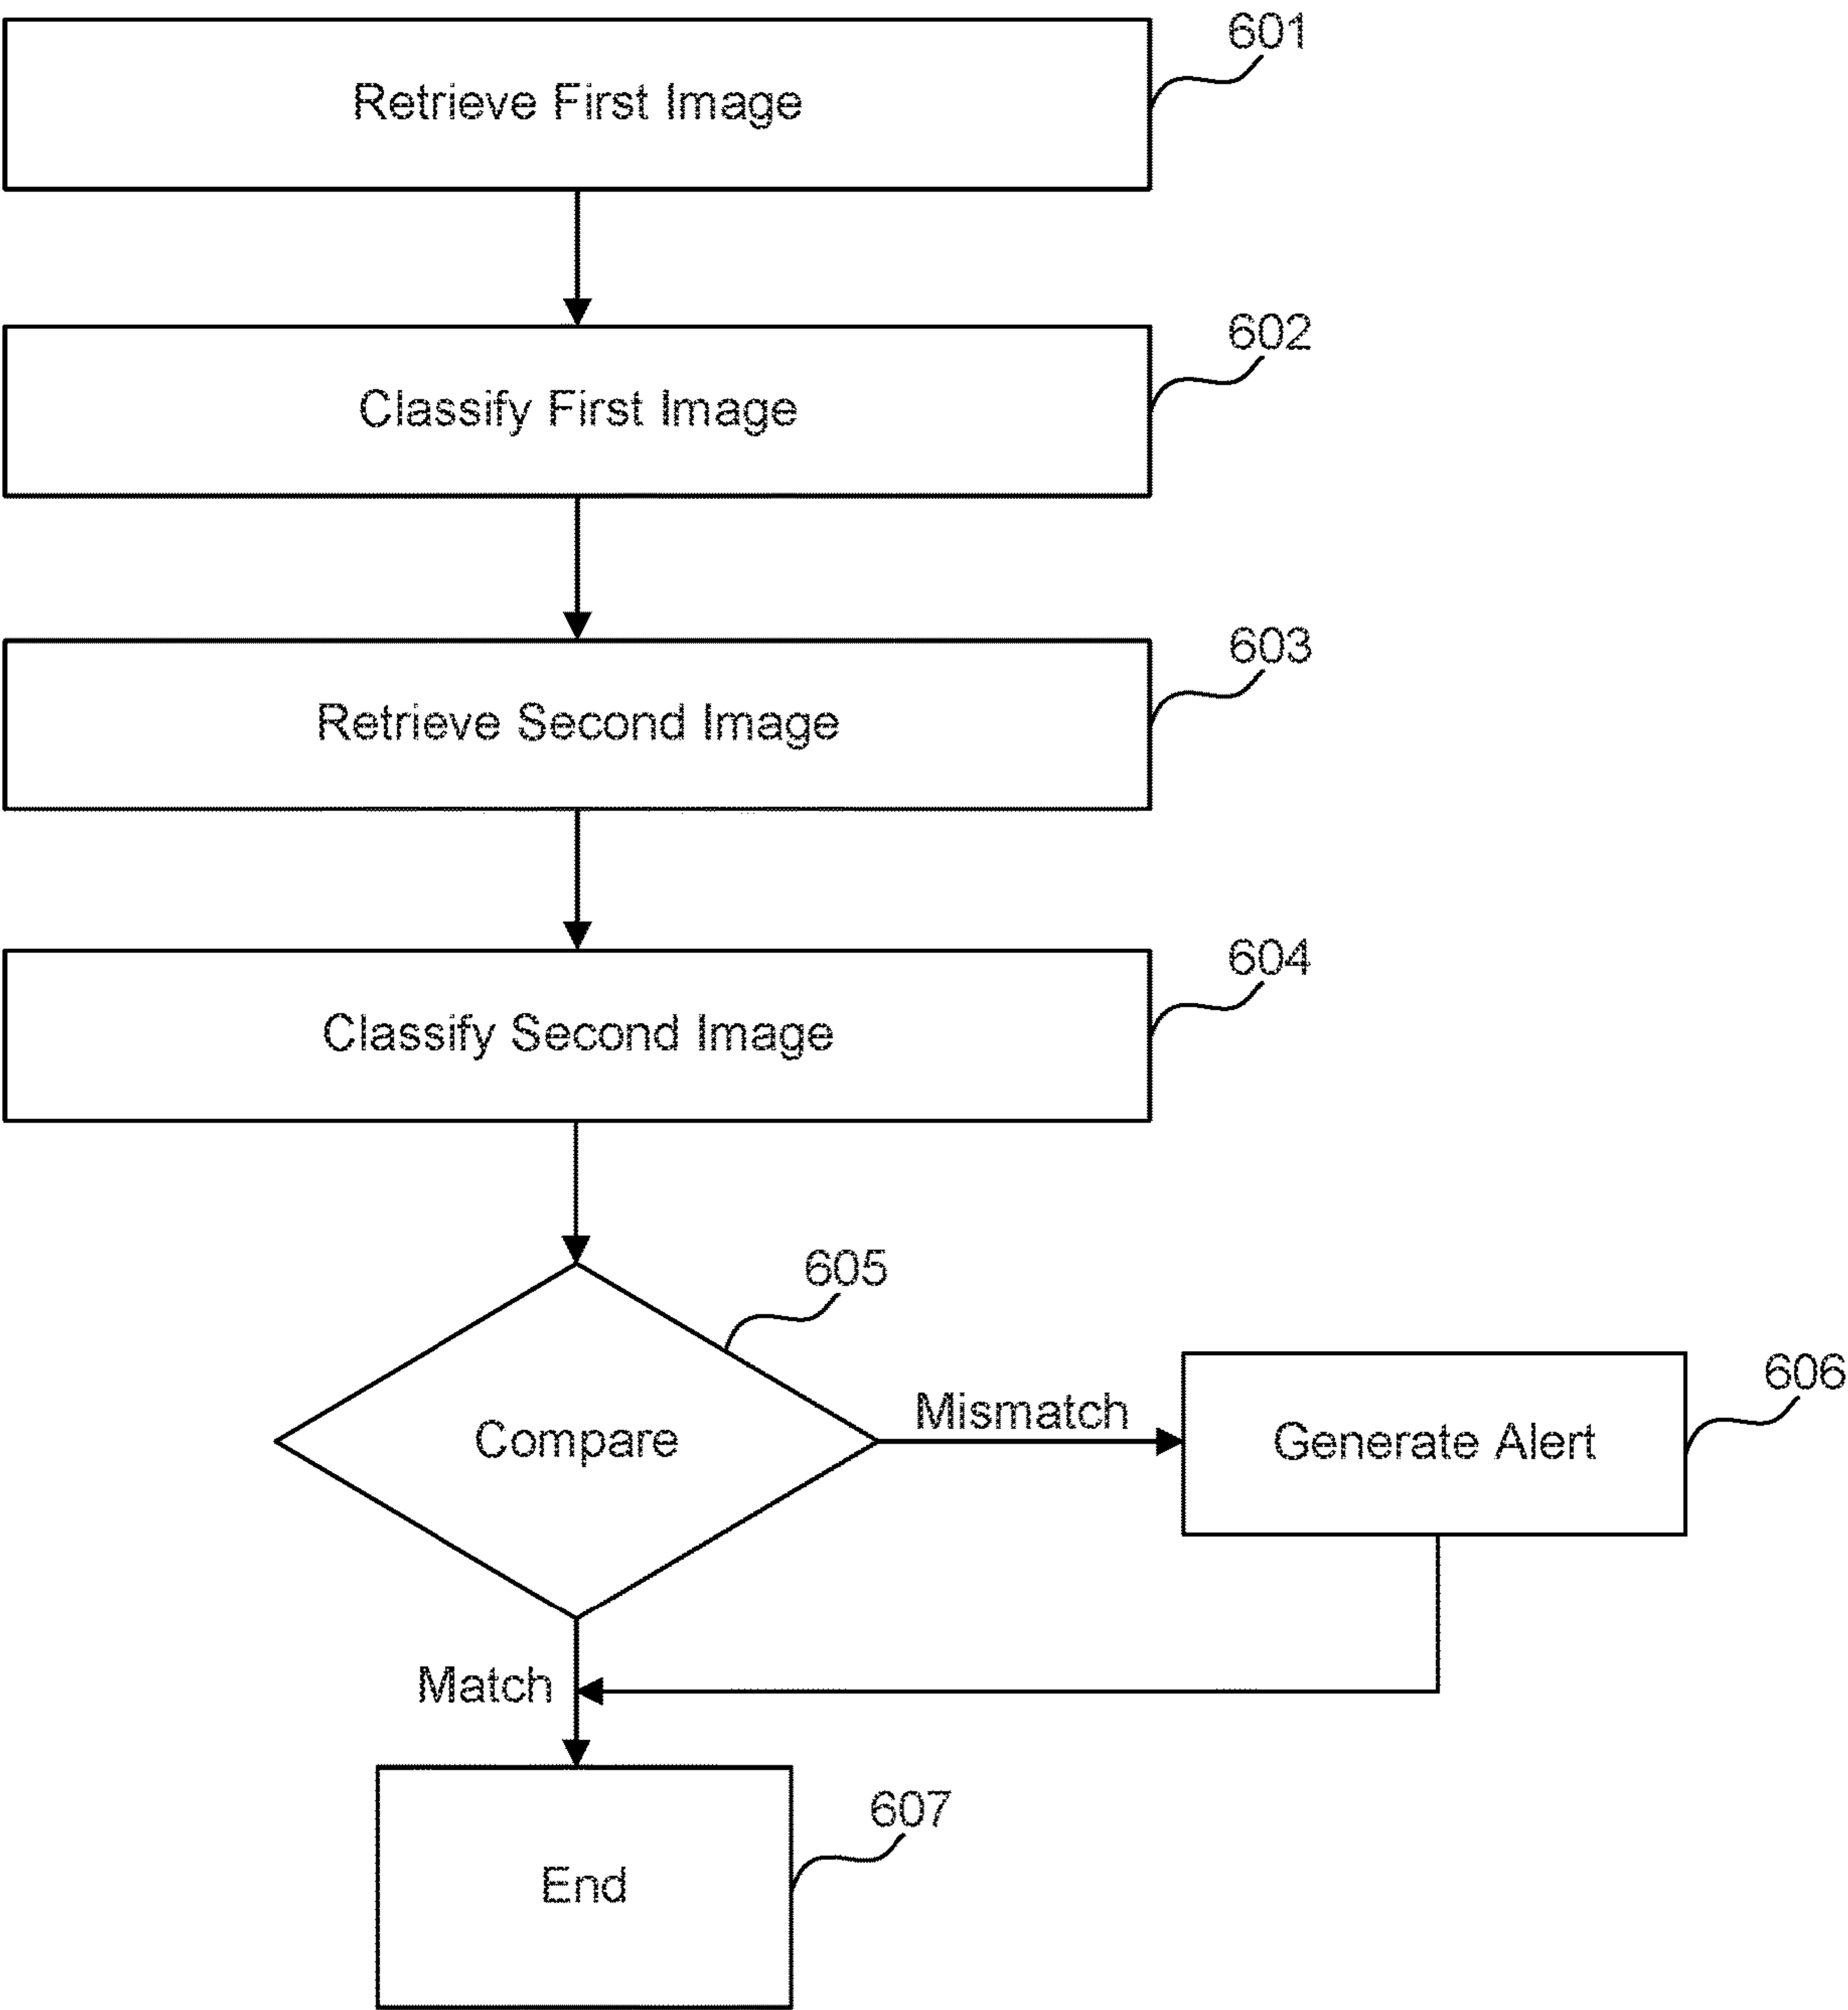 601
Retrieve First Image
602
Classify First Image
603
Retrieve Second Image
604
Classify Second Image
605
Compare
Mismatch
606
Generate Alert
Match
607
End